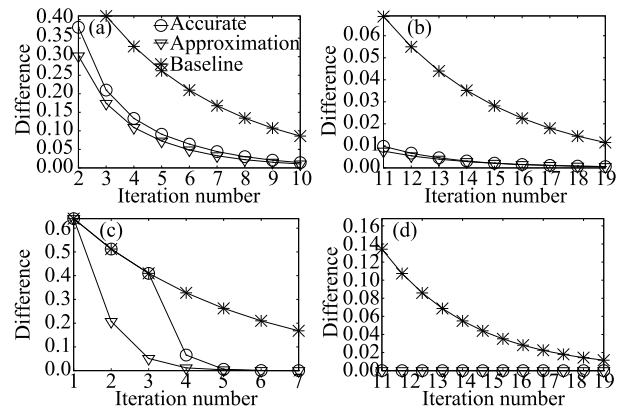 0.40
0.35
0.30
0.25
0.20
0.15
0.10
0.05
0.00
Difference
(a)
Accurate
Approximation
Baseline
2 3 4 5 6 7 8 9 10
Iteration number
0.06
0.05
0.04
0.03
0.02
0.01
0.00
Difference
(b)
11 12 13 14 15 16 17 18 19
Iteration number
0.6
0.5
0.4
0.3
0.2
0.1
0.0
Difference
(c)
1 2 3 4 5 6 7
Iteration number
0.16
0.14
0.12
0.10
0.08
0.06
0.04
0.02
0.00
Difference
(d)
11 12 13 14 15 16 17 18 19
Iteration number